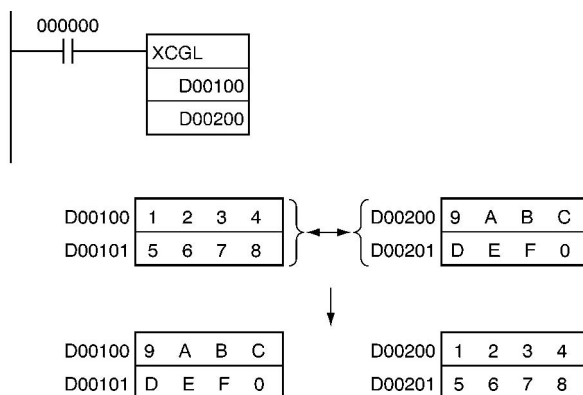 000000
XCGL
D00100
D00200
D00100 1 2 3 4 D00200 9 A B C
D00101 5 6 7 8 D00201 D E F 0
D00100 9 A B C D00200 1 2 3 4
D00101 D E F 0 D00201 5 6 7 8